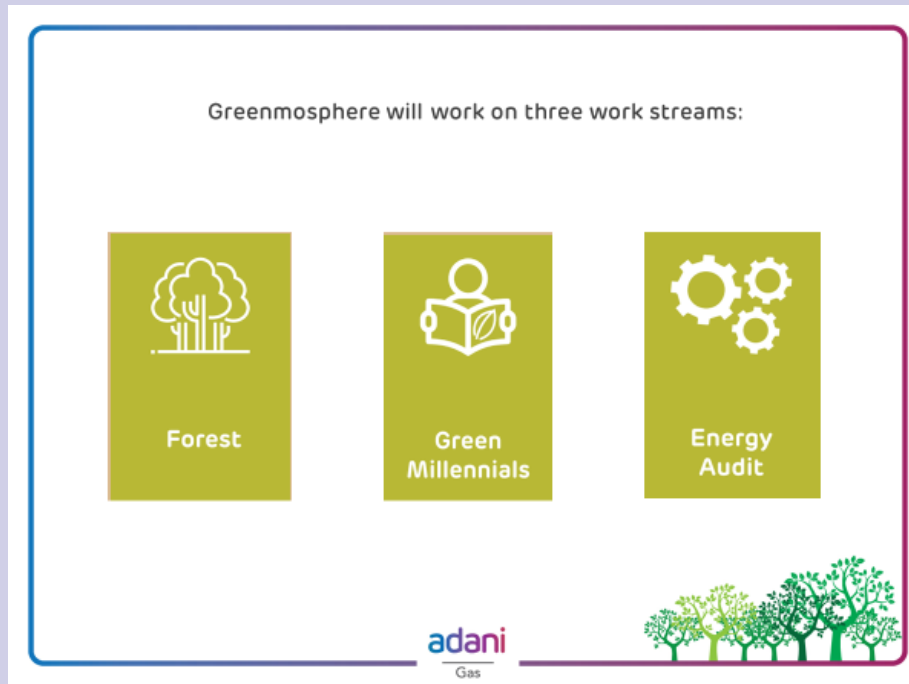 Greenmosphere will work on three work streams:
Forest
Green
Millennials
Energy
Audit
adani
Gas